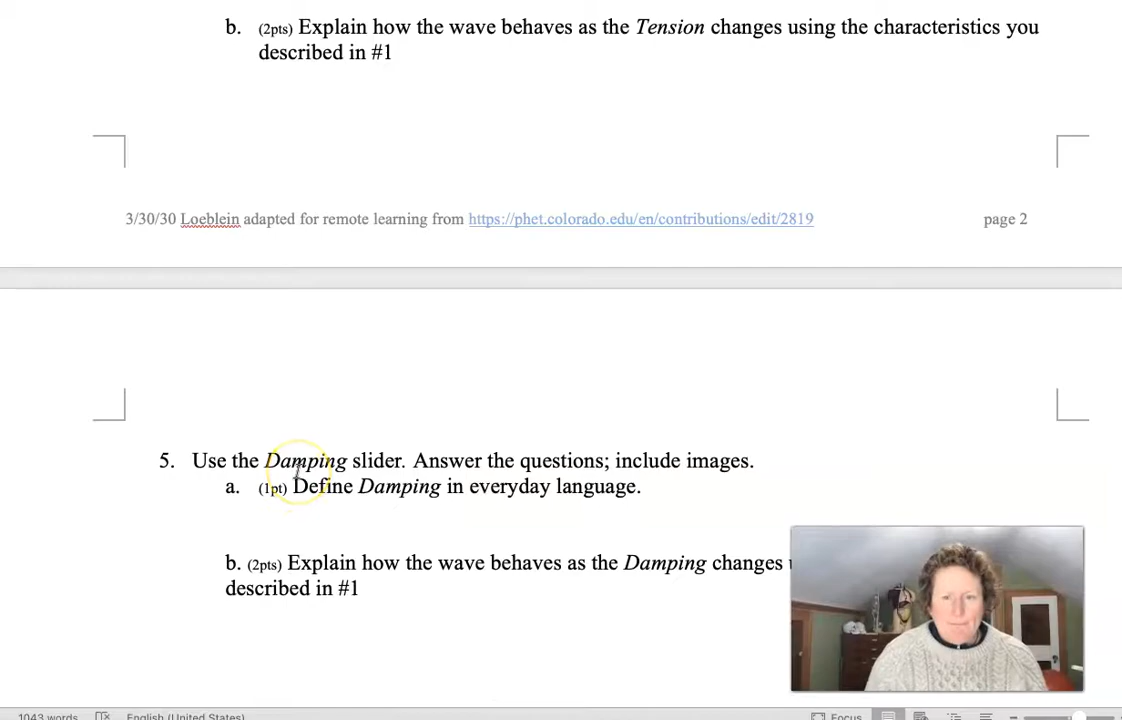 b. (2pts) Explain how the wave behaves as the Tension changes using the characteristics you
described in #1
3/30/30 Loeblein adapted for remote learning from https://phet.colorado.edu/en/contributions/edit/2819
page 2
5. Use the Damping slider. Answer the questions; include images.
a. (1pt) Define Damping in everyday language.
b. (2pts) Explain how the wave behaves as the Damping changes
described in #1
1043 words English (United States)
Focus